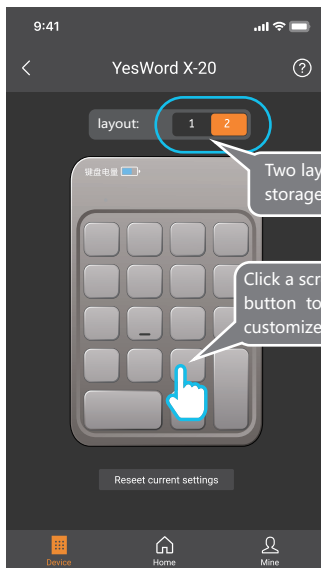 9:41
YesWord X-20
layout: 1 2
Two lay
storage
键盘电量
Click a scr
button to
customize
Reseet current settings
Device Home Mine